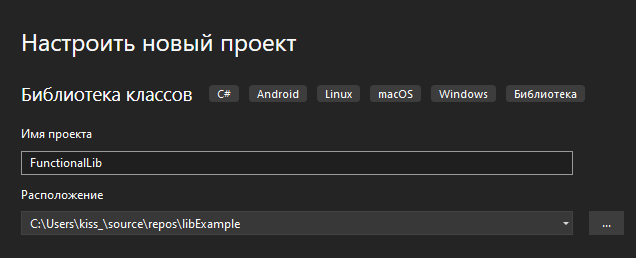 Настроить новый проект
Библиотека классов C# Android Linux macOS Windows Библиотека
Имя проекта
FunctionalLib
Расположение
C:\Users\kiss_\source\repos\libExample
...